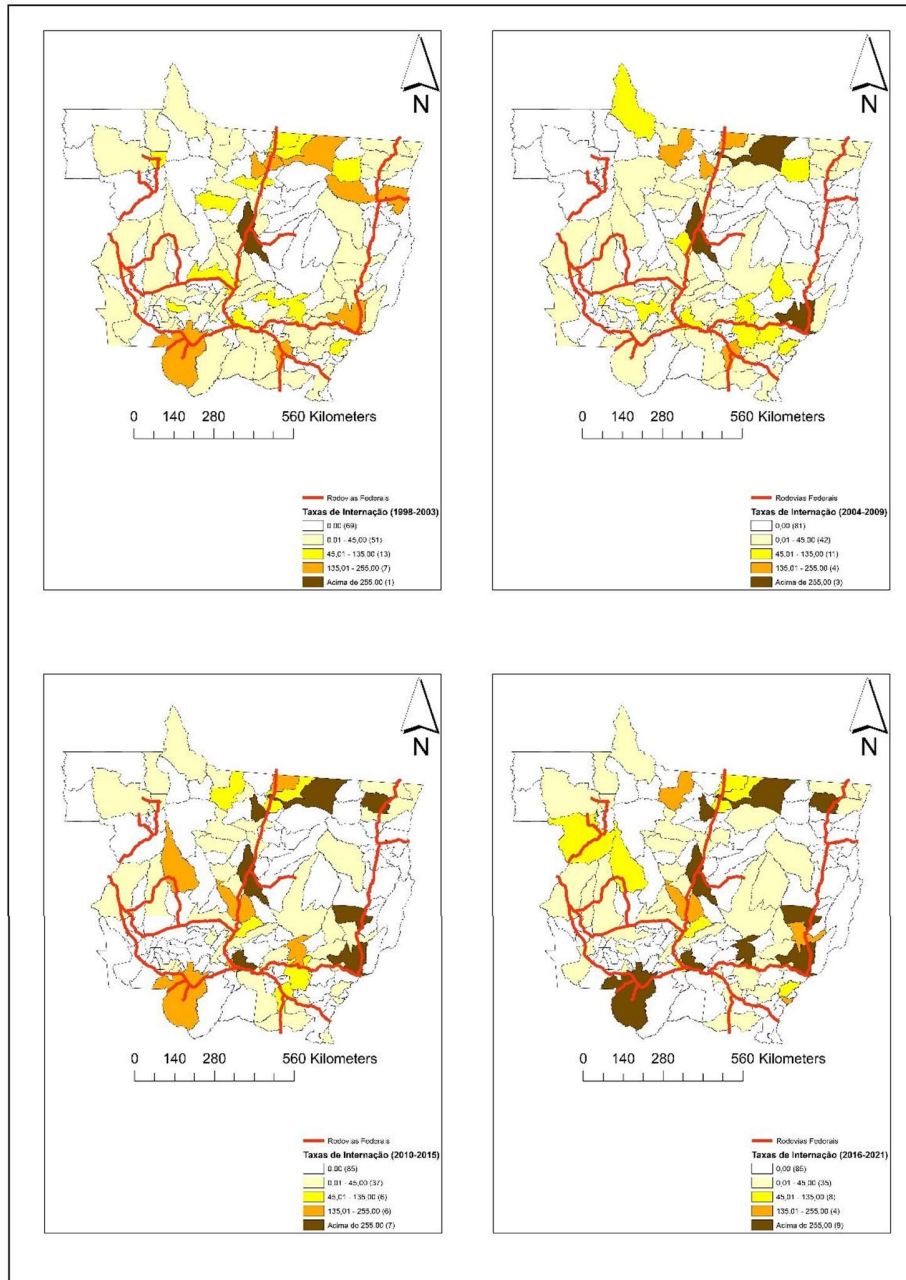 N
0 140 280 560 Kilometers
Rodovias Federais
Taxas de Internação (1998-2003)
0.00 (69)
0.01 - 45,00 (51)
45,01 - 135,00 (13)
135,01 - 255,00 (7)
Acima de 255.00 (1)
N
0 140 280 560 Kilometers
Rodovias Federais
Taxas de Internação (2004-2009)
0,00 (81)
0,01 - 45.00 (42)
45,01 - 135,00 (11)
135.01 - 255.00 (4)
Acima de 255,00 (3)
N
0 140 280 560 Kilometers
Rodovias Federais
Taxas de Internação (2010-2015)
0.00 (85)
0,01 - 45,00 (37)
45,01 - 135.00 (6)
135,01 - 255.00 (6)
Acima de 255.00 (7)
N
0 140 280 560 Kilometers
Rodovias Federais
Taxas de Internação (2016-2021)
0,00 (85)
0,01 - 45,00 (35)
45,01 - 135,00 (8)
135.01 - 255,00 (4)
Acima de 255,00 (9)